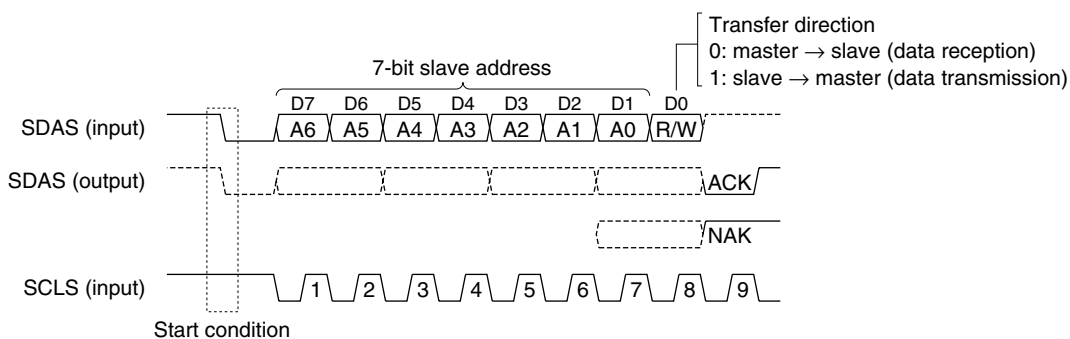 Transfer direction
0: master → slave (data reception)
1: slave → master (data transmission)
7-bit slave address
D7 D6 D5 D4 D3 D2 D1 D0
SDAS (input) A6 A5 A4 A3 A2 A1 A0 R/W
SDAS (output) ACK
NAK
SCLS (input) 1 2 3 4 5 6 7 8 9
Start condition